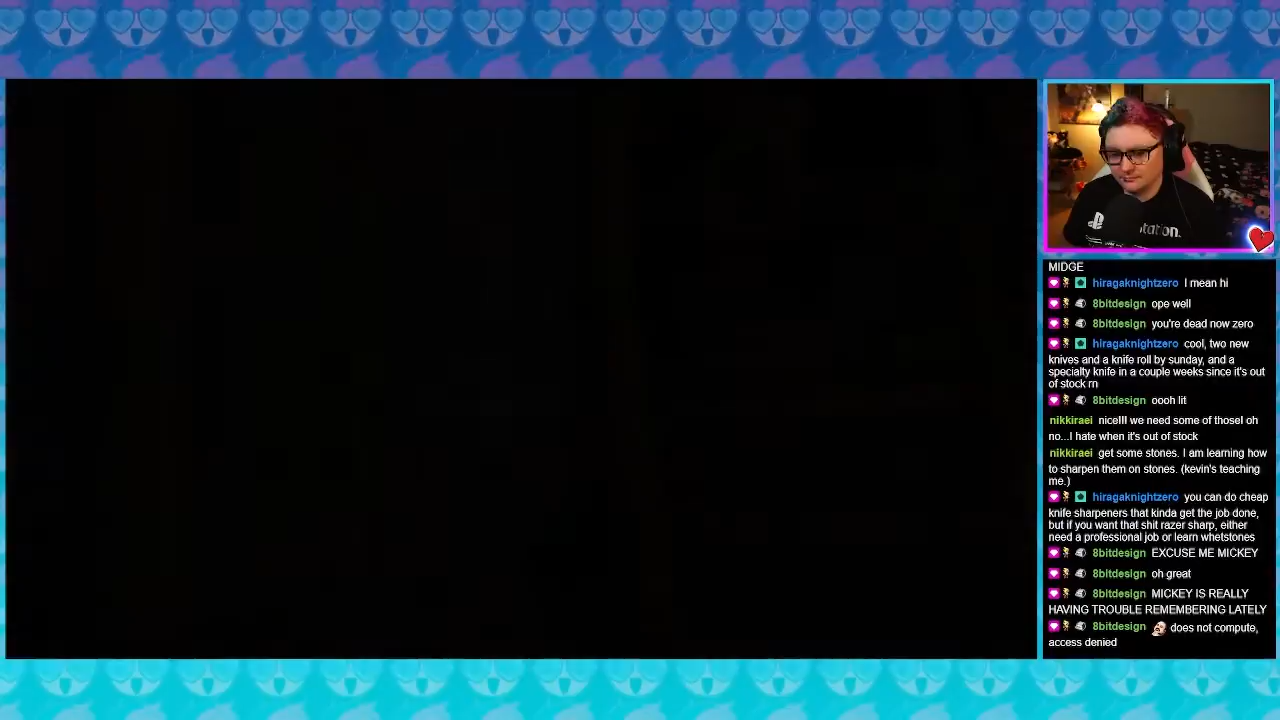 tation.
MIDGE
hiragaknightzero I mean hi
8bitdesign ope well
8bitdesign you're dead now zero
hiragaknightzero cool, two new
knives and a knife roll by sunday, and a
specialty knife in a couple weeks since it's out
of stock rn
8bitdesign oooh lit
nikkiraei nice!!! we need some of those! oh
no...I hate when it's out of stock
nikkiraei get some stones. I am learning how
to sharpen them on stones. (kevin's teaching
me.)
hiragaknightzero you can do cheap
knife sharpeners that kinda get the job done,
but if you want that shit razer sharp, either
need a professional job or learn whetstones
8bitdesign EXCUSE ME MICKEY
8bitdesign oh great
8bitdesign MICKEY IS REALLY
HAVING TROUBLE REMEMBERING LATELY
8bitdesign does not compute,
access denied